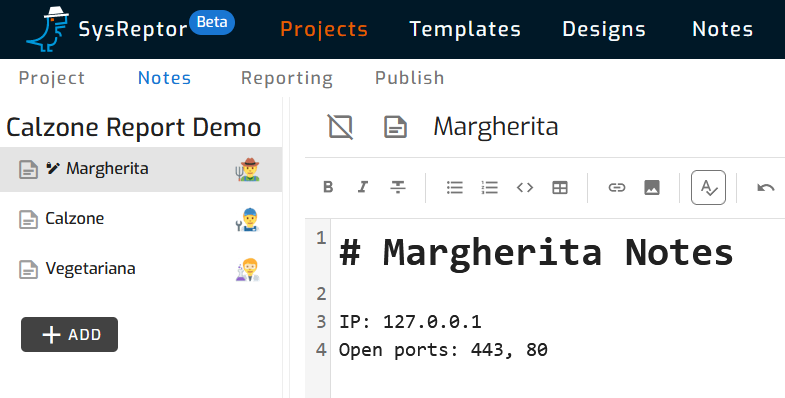 SysReptor Beta Projects Templates Designs Notes
Project Notes Reporting Publish
Calzone Report Demo
Margherita
Calzone
Vegetariana
+ ADD
Margherita
B I S
1 # Margherita Notes
2
3 IP: 127.0.0.1
4 Open ports: 443, 80